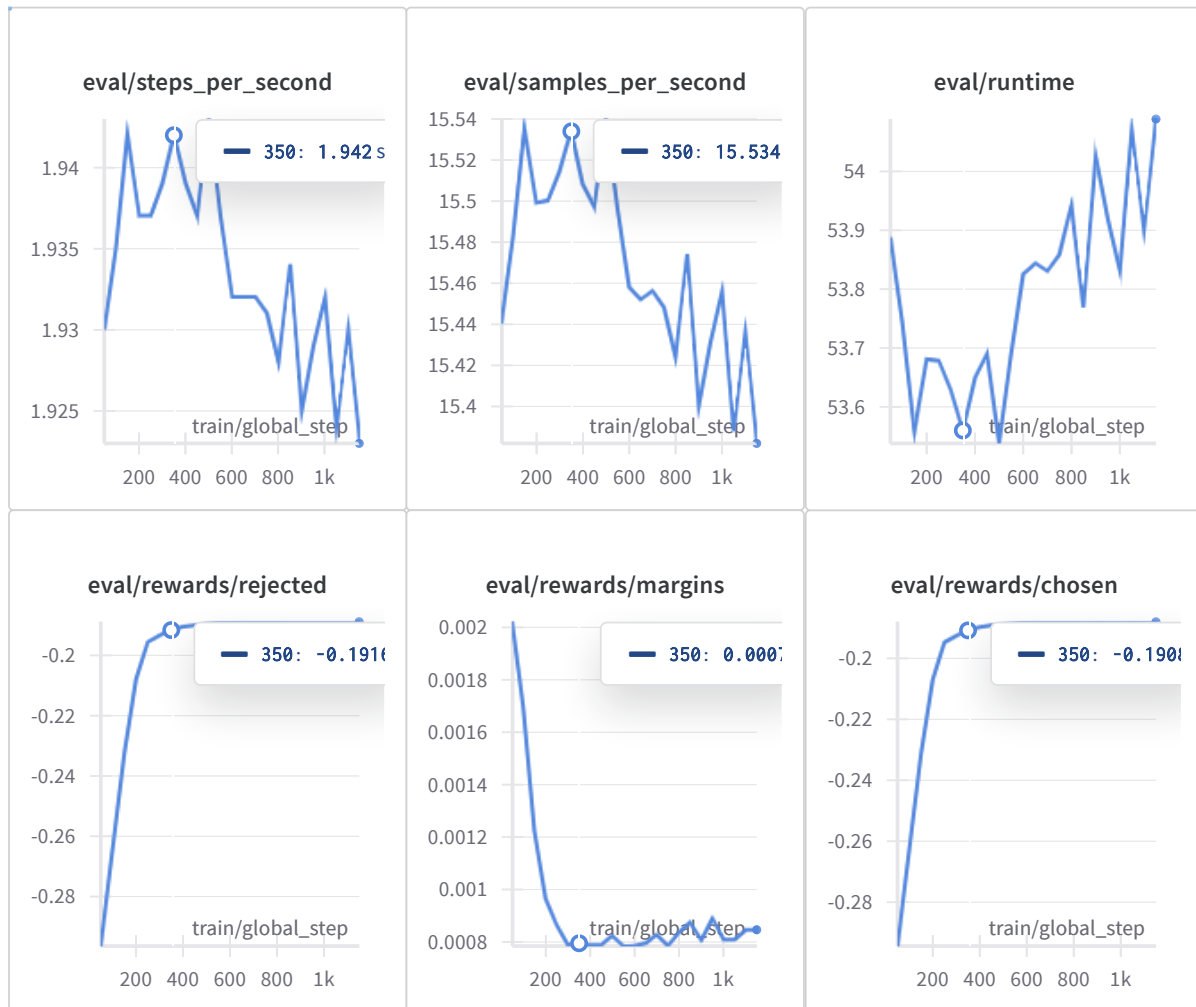 eval/steps_per_second
350: 1.942 s
1.94
1.935
1.93
1.925
train/global_step
200 400 600 800 1k
eval/samples_per_second
350: 15.534
15.54
15.52
15.5
15.48
15.46
15.44
15.42
15.4
train/global_step
200 400 600 800 1k
eval/runtime
54
53.9
53.8
53.7
53.6
train/global_step
200 400 600 800 1k
eval/rewards/rejected
350: -0.1916
-0.2
-0.22
-0.24
-0.26
-0.28
train/global_step
200 400 600 800 1k
eval/rewards/margins
350: 0.0007
0.002
0.0018
0.0016
0.0014
0.0012
0.001
0.0008
train/global_step
200 400 600 800 1k
eval/rewards/chosen
350: -0.1908
-0.2
-0.22
-0.24
-0.26
-0.28
train/global_step
200 400 600 800 1k